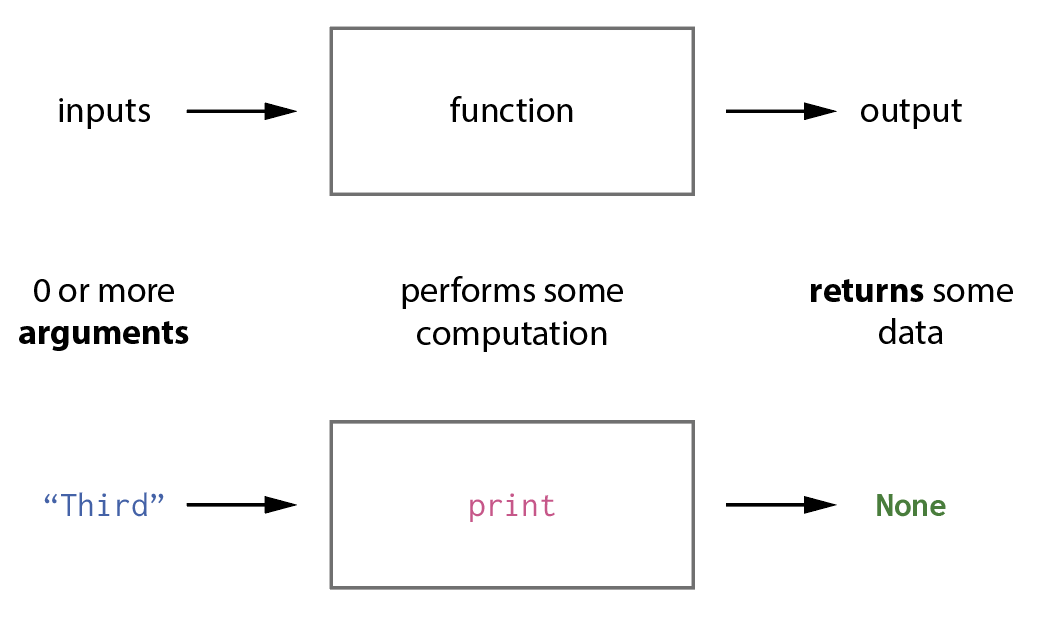 inputs
function
output
0 or more
arguments
performs some
computation
returns some
data
“Third”
print
None